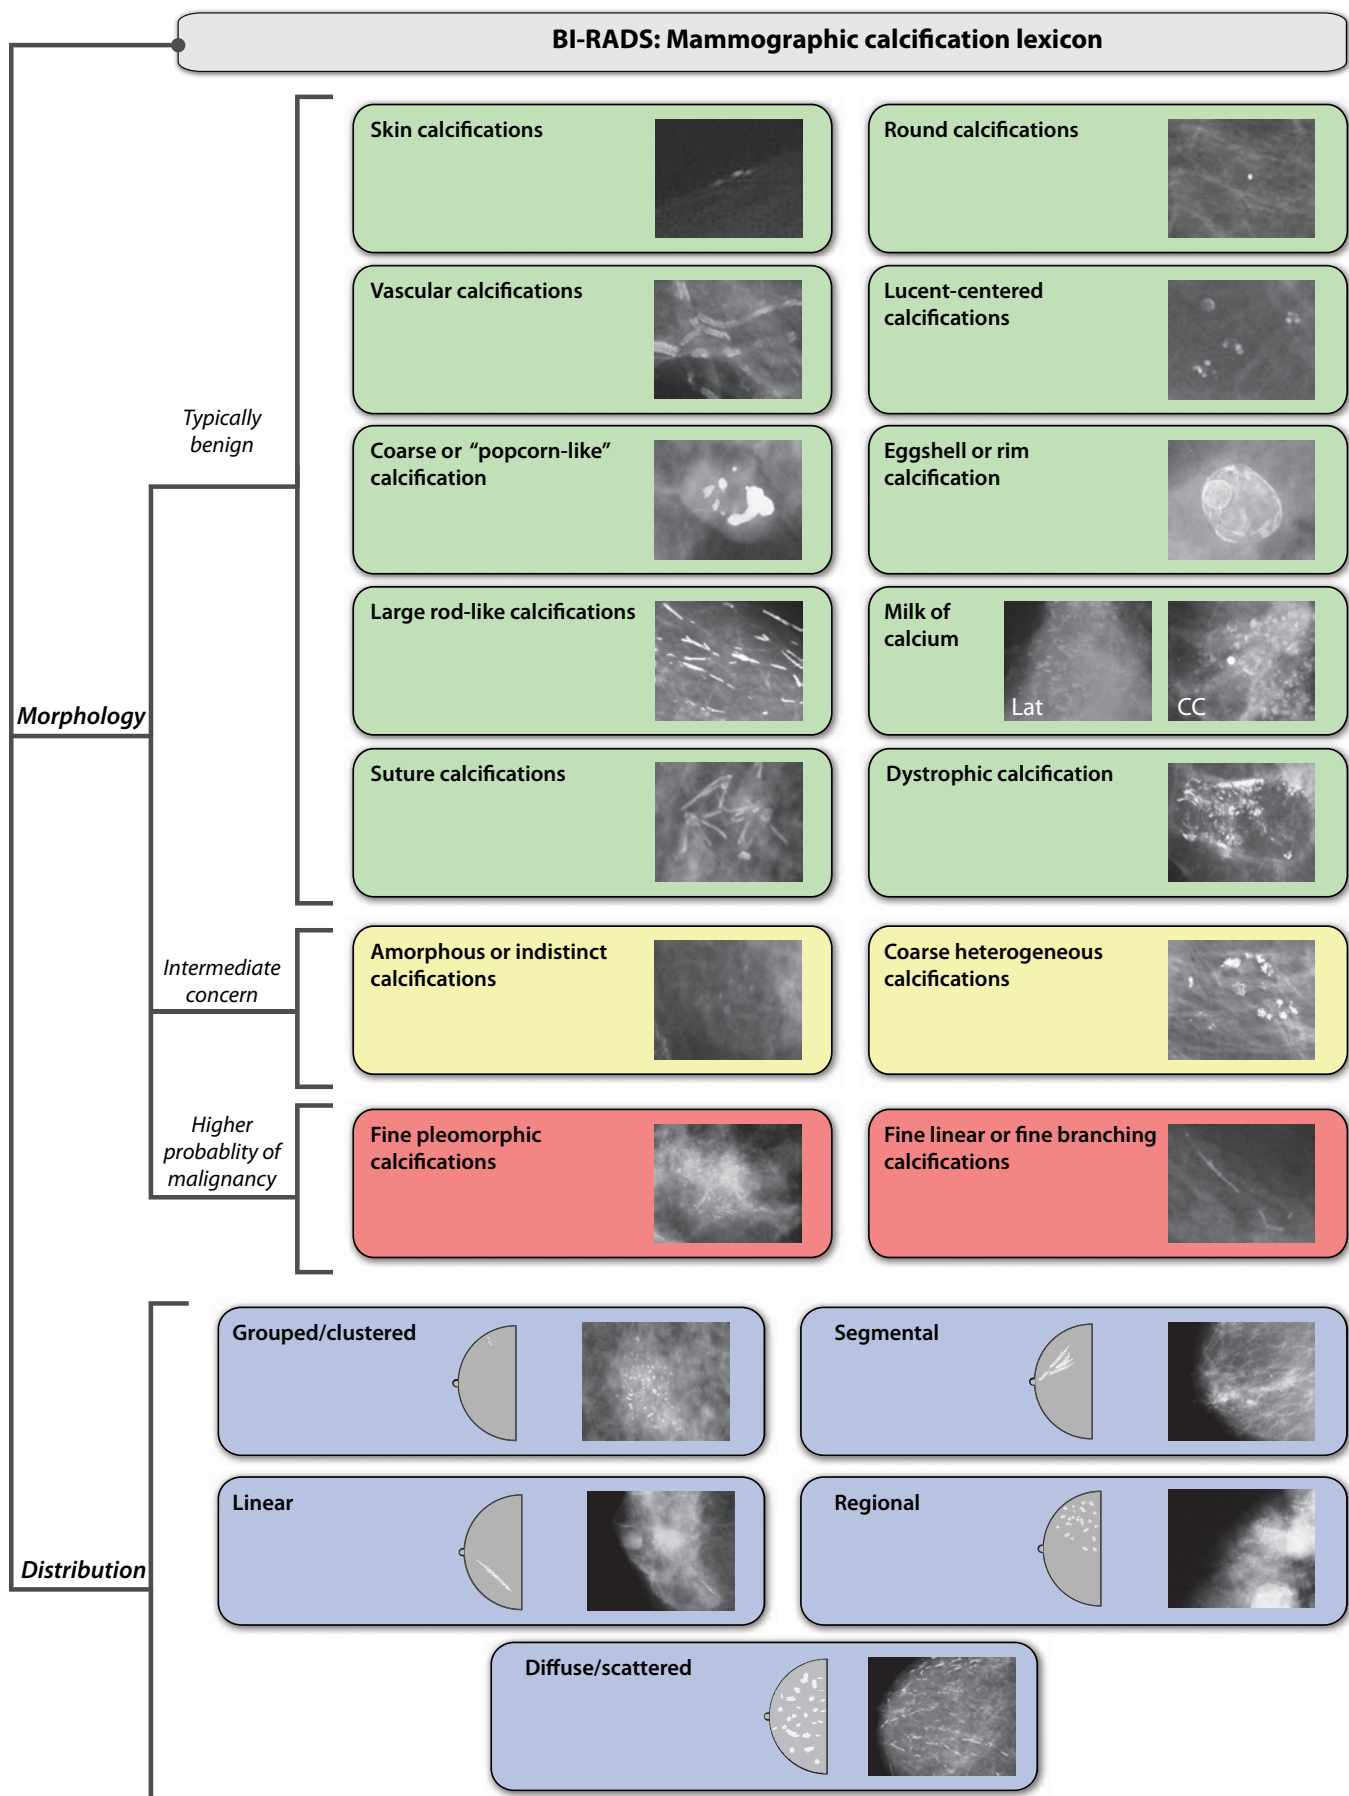 BI-RADS: Mammographic calcification lexicon
Morphology
Typically
benign
Skin calcifications
Round calcifications
Vascular calcifications
Lucent-centered
calcifications
Coarse or “popcorn-like”
calcification
Eggshell or rim
calcification
Large rod-like calcifications
Milk of
calcium
Lat
CC
Suture calcifications
Dystrophic calcification
Intermediate
concern
Amorphous or indistinct
calcifications
Coarse heterogeneous
calcifications
Higher
probablity of
malignancy
Fine pleomorphic
calcifications
Fine linear or fine branching
calcifications
Distribution
Grouped/clustered
Segmental
Linear
Regional
Diffuse/scattered